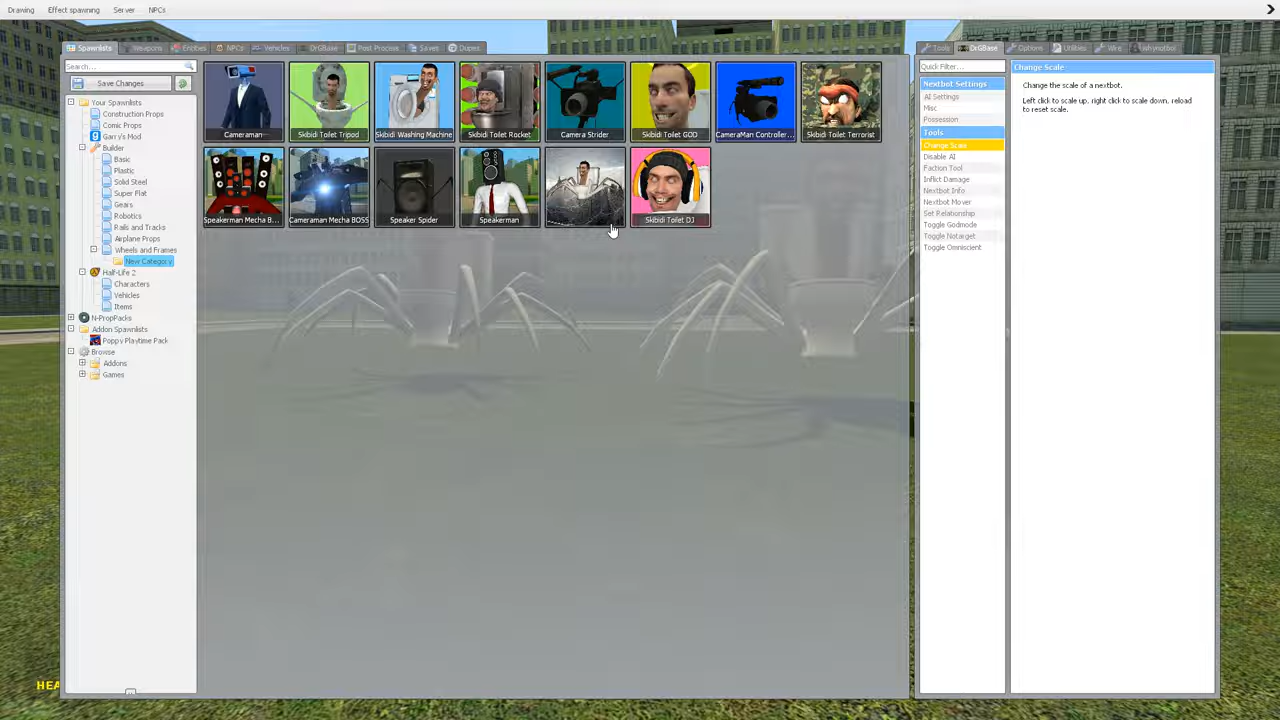 Drawing Effect spawning Server NPCs
Spawnlists Weapons Entities NPCs Vehicles DrGBase Post Process Saves Dupes
Tools DrGBase Options Utilities Wire
Search...
Save Changes
Your Spawnlists
Construction Props
Comic Props
Garry's Mod
Builder
Basic
Plastic
Solid Steel
Super Plat
Gears
Robotics
Rails and Tracks
Airplane Props
Wheels and Frames
New Category
Half-Life 2
Characters
Vehicles
Items
N-PropPacks
Addon Spawnlists
Poppy Playtime Pack
Browse
Addons
Games
Cameraman
Skibidi Toilet Tripod
Skibidi Washing Machine
Skibidi Toilet Rocket
Camera Strider
Skibidi Toilet GOD
CameraMan Controller...
Skibidi Toilet Terrorist
Speakerman Mecha B...
Cameraman Mecha BOSS
Speaker Spider
Speakerman
Skibidi Toilet DJ
Quick Filter...
Nextbot Settings
AI Settings
Misc
Possession
Tools
Change Scale
Disable AI
Faction Tool
Inflict Damage
Nextbot Info
Nextbot Mover
Set Relationship
Toggle Godmode
Toggle Notarget
Toggle Omniscient
Change Scale
Change the scale of a nextbot.
Left click to scale up, right click to scale down, reload
to reset scale.
HEA